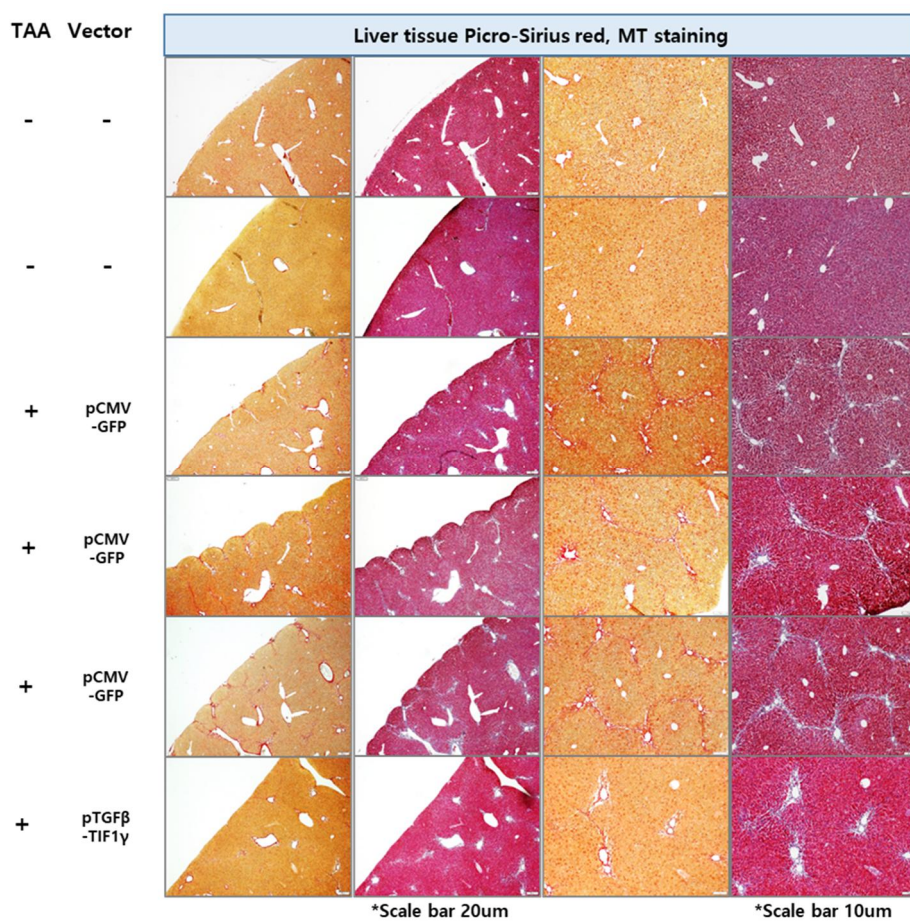 TAA Vector
Liver tissue Picro-Sirius red, MT staining
- -
- -
+ pCMV
-GFP
+ pCMV
-GFP
+ pCMV
-GFP
+ pTGFβ
-TIF1γ
*Scale bar 20um *Scale bar 10um